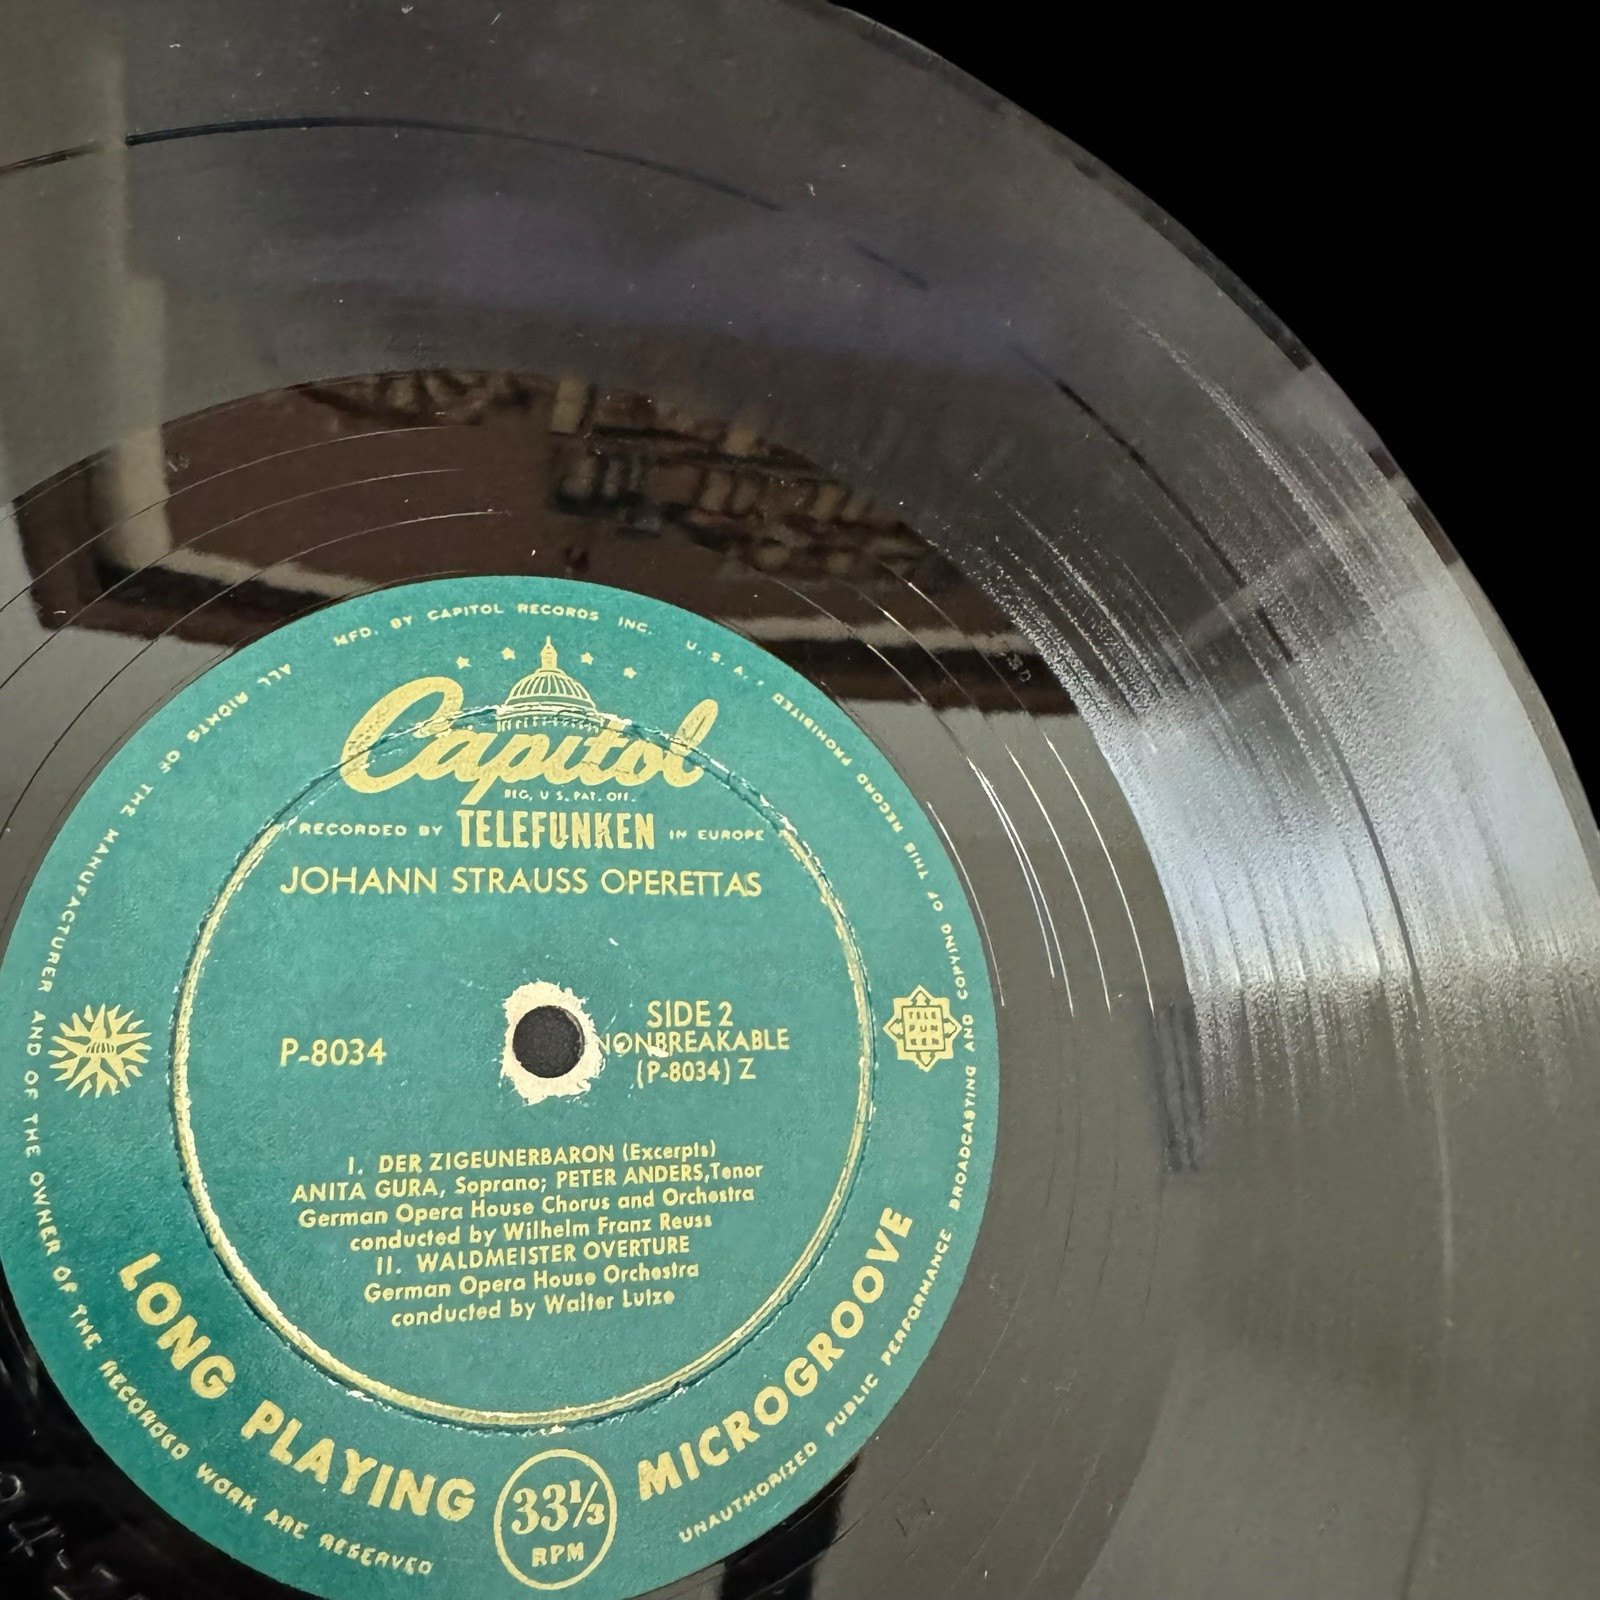 MFD. BY CAPITOL RECORDS INC. U.S.A., UNAUTHORIZED PUBLIC PERFORMANCE BROADCASTING AND COPYING OF THIS RECORD PROHIBITED
ALL RIGHTS OF THE MANUFACTURER AND OF THE OWNER OF THE RECORDED WORK ARE RESERVED
Capitol
REG. U.S. PAT. OFF.
RECORDED BY TELEFUNKEN IN EUROPE
JOHANN STRAUSS OPERETTAS
P-8034
SIDE 2
NONBREAKABLE
(P-8034) Z
TELE
FUN
KEN
I. DER ZIGEUNERBARON (Excerpts)
ANITA GURA, Soprano; PETER ANDERS, Tenor
German Opera House Chorus and Orchestra
conducted by Wilhelm Franz Reuss
II. WALDMEISTER OVERTURE
German Opera House Orchestra
conducted by Walter Lutze
LONG PLAYING
33⅓
RPM
MICROGROOVE